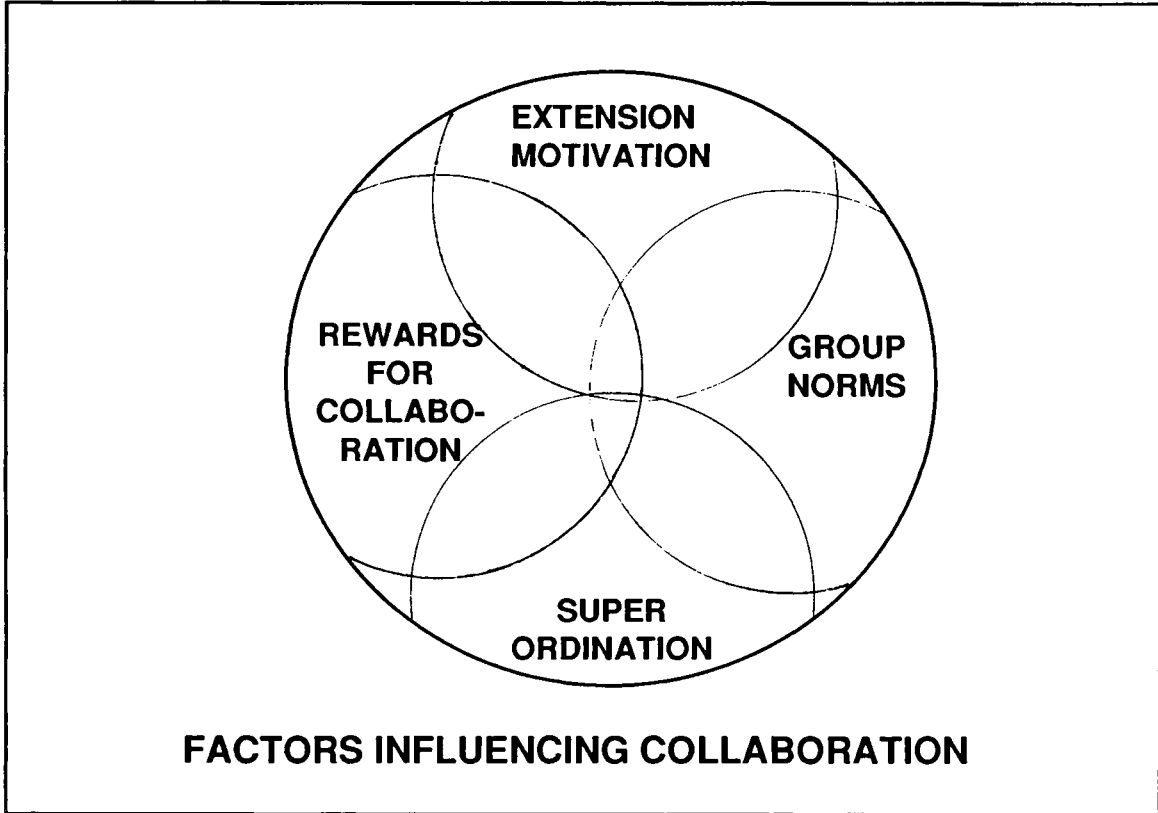 EXTENSION
MOTIVATION
REWARDS
FOR
COLLABO-
RATION
GROUP
NORMS
SUPER
ORDINATION
FACTORS INFLUENCING COLLABORATION